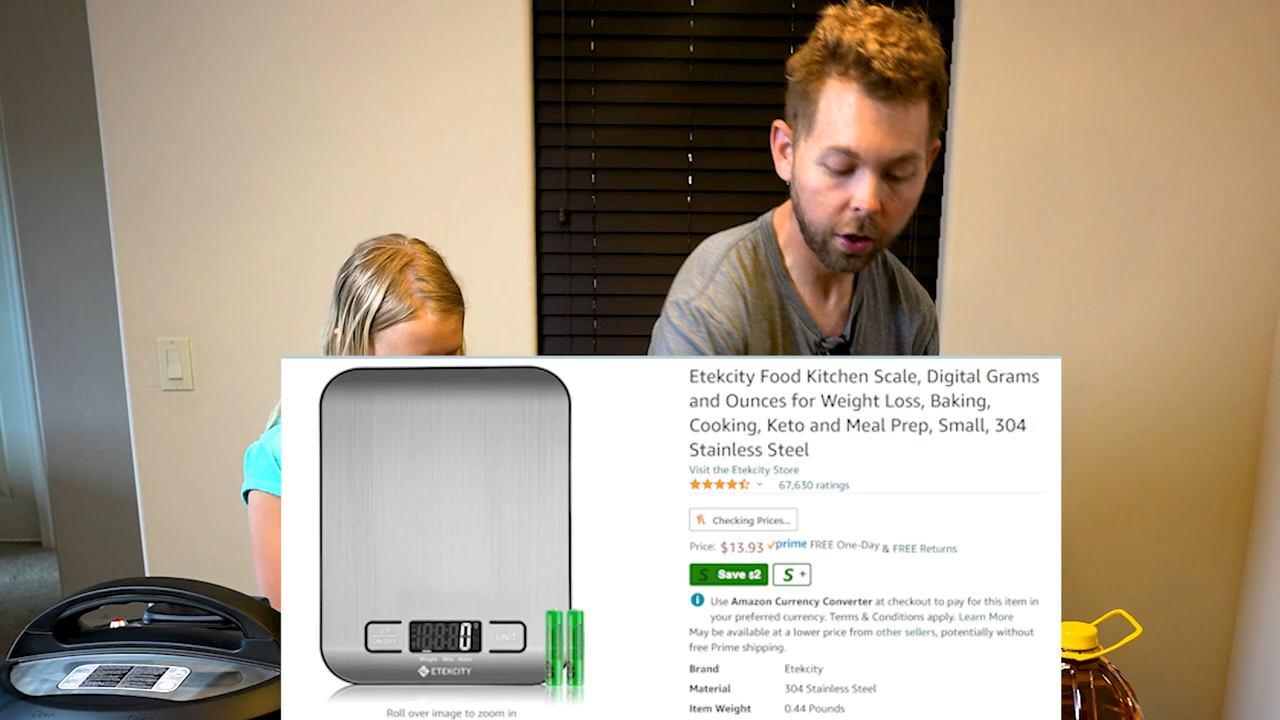 Etekcity Food Kitchen Scale, Digital Grams
and Ounces for Weight Loss, Baking,
Cooking, Keto and Meal Prep, Small, 304
Stainless Steel
Visit the Etekcity Store
67,630 ratings
Checking Prices...
Price: $13.93 prime FREE One-Day & FREE Returns
S Save $2 S +
Use Amazon Currency Converter at checkout to pay for this item in
your preferred currency. Terms & Conditions apply. Learn More
May be available at a lower price from other sellers, potentially without
free Prime shipping.
Brand Etekcity
Material 304 Stainless Steel
Item Weight 0.44 Pounds
UNIT
ETEKCITY
Roll over image to zoom in